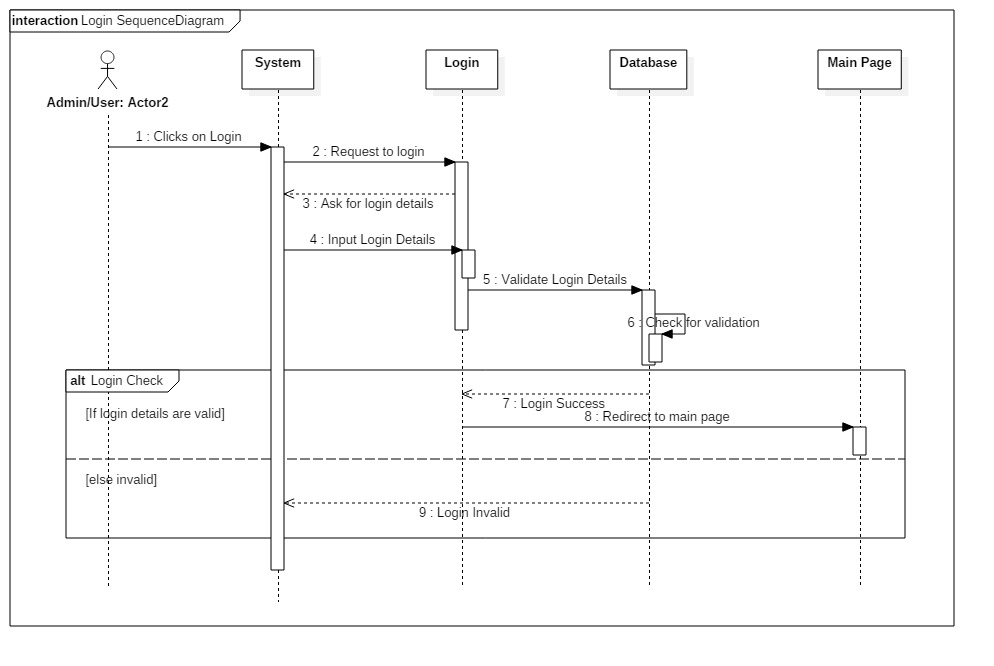 interaction Login SequenceDiagram
System
Login
Database
Main Page
Admin/User: Actor2
1 : Clicks on Login
2 : Request to login
3 : Ask for login details
4 : Input Login Details
5 : Validate Login Details
6 : Check for validation
alt Login Check
7 : Login Success
[If login details are valid]
8 : Redirect to main page
[else invalid]
9 : Login Invalid